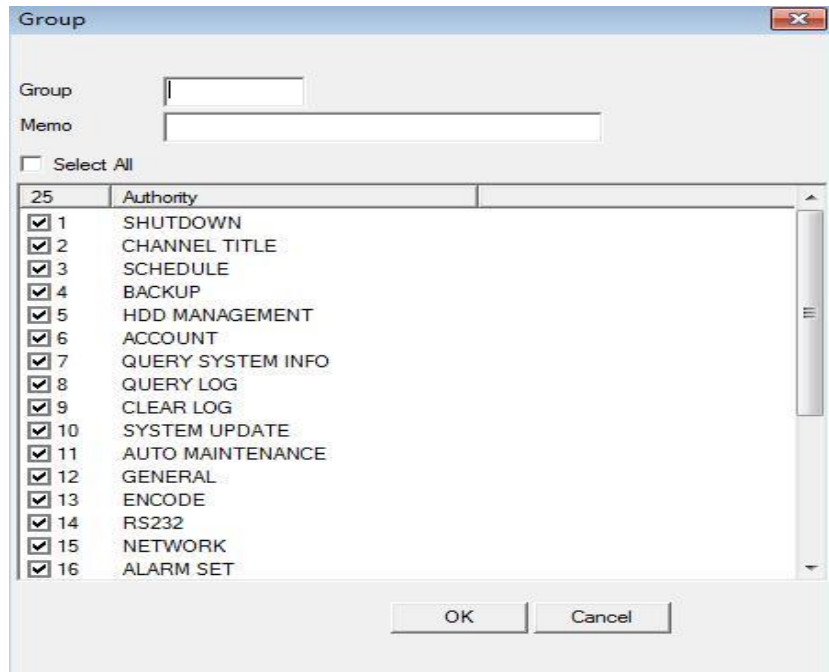 Group
Group
Memo
Select All
25 Authority
1 SHUTDOWN
2 CHANNEL TITLE
3 SCHEDULE
4 BACKUP
5 HDD MANAGEMENT
6 ACCOUNT
7 QUERY SYSTEM INFO
8 QUERY LOG
9 CLEAR LOG
10 SYSTEM UPDATE
11 AUTO MAINTENANCE
12 GENERAL
13 ENCODE
14 RS232
15 NETWORK
16 ALARM SET
OK Cancel